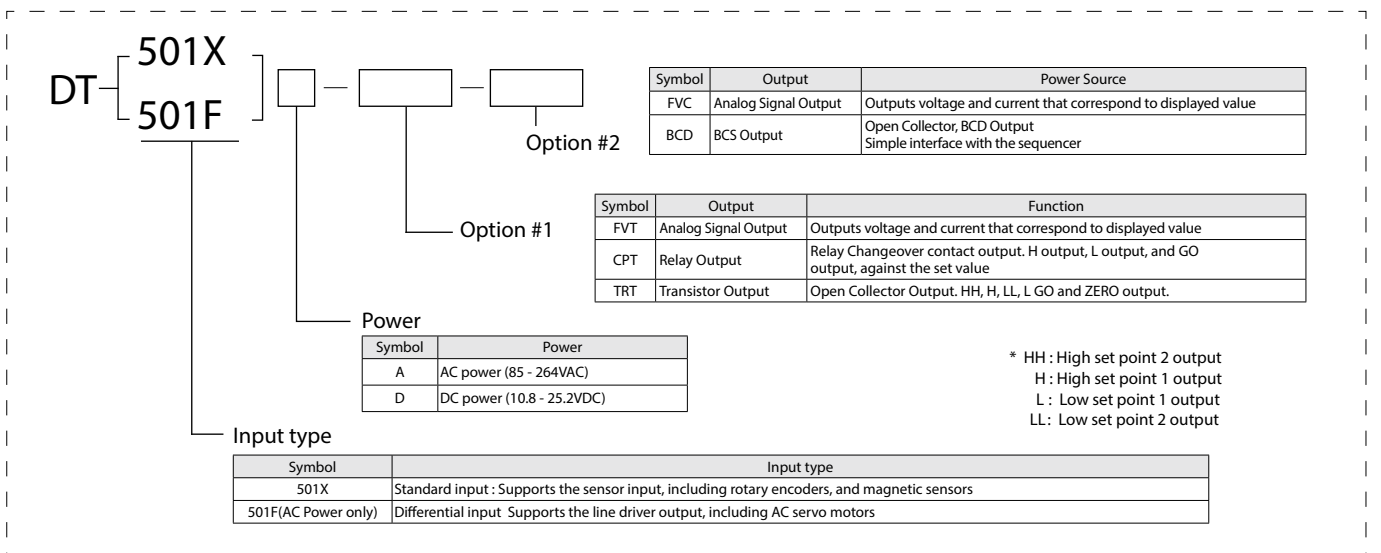 DT
501X
501F
Option #2
Symbol Output Power Source
FVC Analog Signal Output Outputs voltage and current that correspond to displayed value
BCD BCS Output Open Collector, BCD Output
Simple interface with the sequencer
Option #1
Symbol Output Function
FVT Analog Signal Output Outputs voltage and current that correspond to displayed value
CPT Relay Output Relay Changeover contact output. H output, L output, and GO
output, against the set value
TRT Transistor Output Open Collector Output. HH, H, LL, L GO and ZERO output.
Power
Symbol Power
A AC power (85 - 264VAC)
D DC power (10.8 - 25.2VDC)
* HH : High set point 2 output
H : High set point 1 output
L : Low set point 1 output
LL : Low set point 2 output
Input type
Symbol Input type
501X Standard input : Supports the sensor input, including rotary encoders, and magnetic sensors
501F(AC Power only) Differential input Supports the line driver output, including AC servo motors